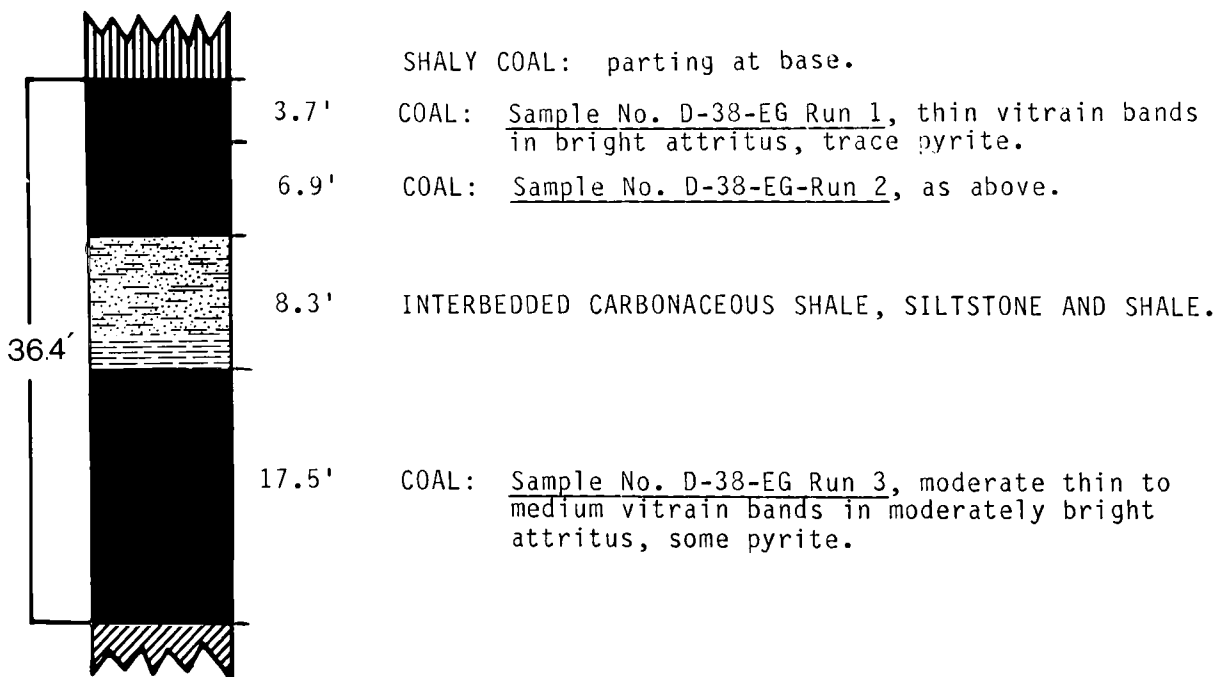 SHALY COAL: parting at base.
3.7' COAL: Sample No. D-38-EG Run 1, thin vitrain bands
in bright attritus, trace pyrite.
6.9' COAL: Sample No. D-38-EG-Run 2, as above.
8.3' INTERBEDDED CARBONACEOUS SHALE, SILTSTONE AND SHALE.
36.4'
17.5' COAL: Sample No. D-38-EG Run 3, moderate thin to
medium vitrain bands in moderately bright
attritus, some pyrite.